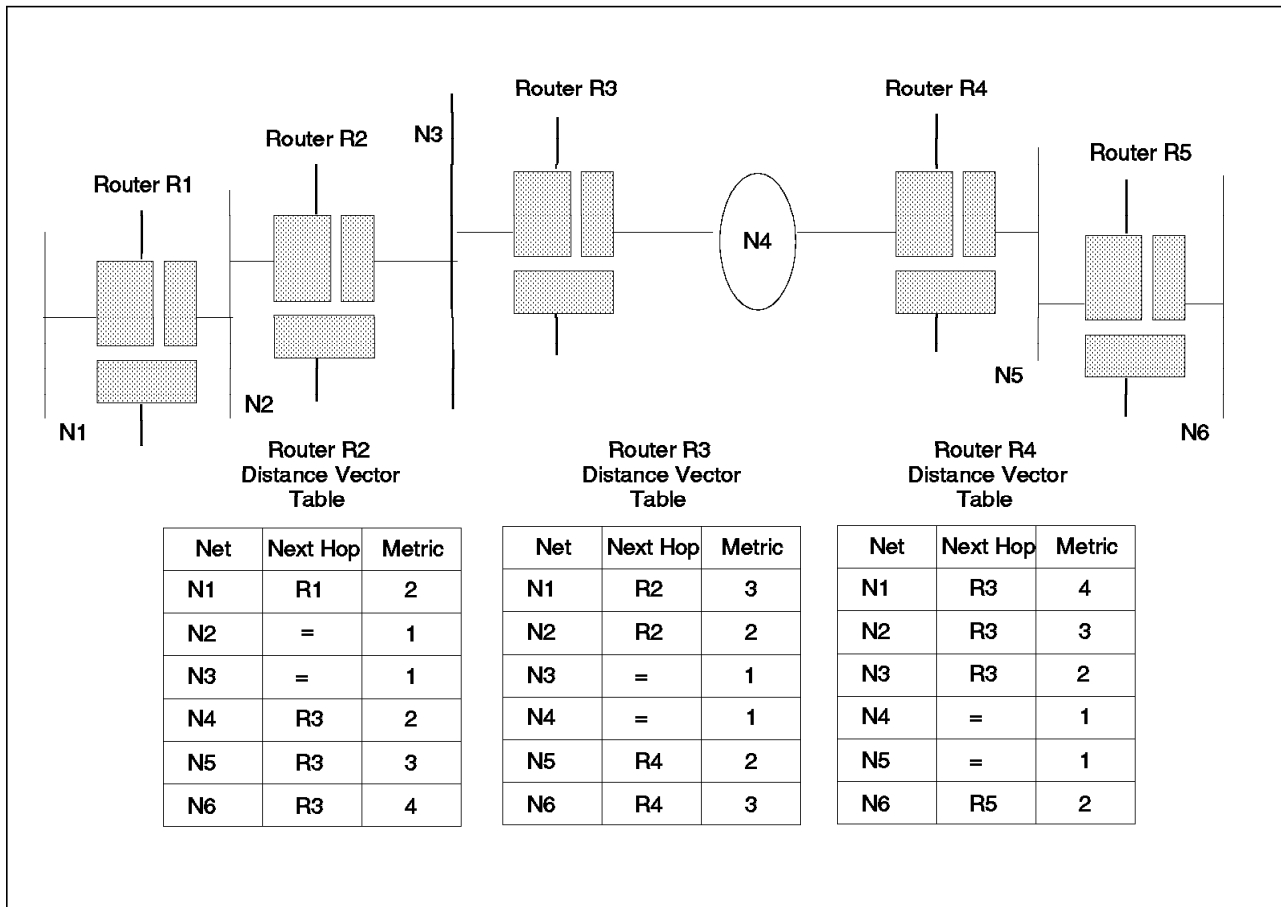 Router R3
Router R4
N3
Router R2
Router R5
Router R1
N4
N5
N2
N1
N6
Router R2
Distance Vector
Table
Router R3
Distance Vector
Table
Router R4
Distance Vector
Table
Net Next Hop Metric
N1 R1 2
N2 = 1
N3 = 1
N4 R3 2
N5 R3 3
N6 R3 4
Net Next Hop Metric
N1 R2 3
N2 R2 2
N3 = 1
N4 = 1
N5 R4 2
N6 R4 3
Net Next Hop Metric
N1 R3 4
N2 R3 3
N3 R3 2
N4 = 1
N5 = 1
N6 R5 2